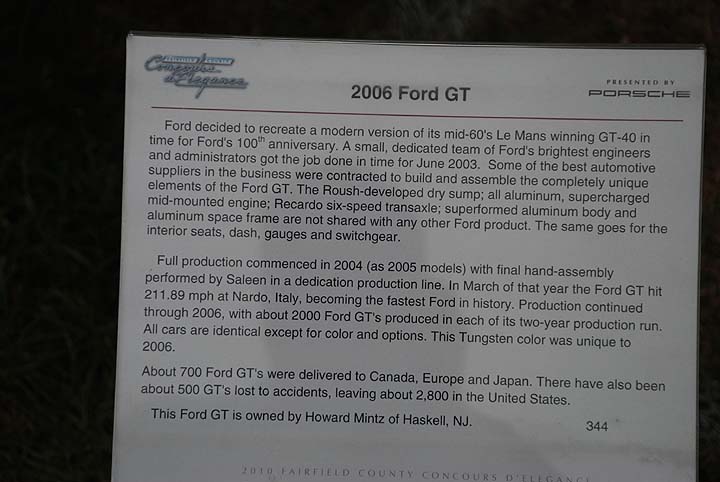 FAIRFIELD COUNTY
Concours
d'Elegance
2006 Ford GT
PRESENTED BY
PORSCHE
Ford decided to recreate a modern version of its mid-60's Le Mans winning GT-40 in
time for Ford's 100th anniversary. A small, dedicated team of Ford's brightest engineers
and administrators got the job done in time for June 2003. Some of the best automotive
suppliers in the business were contracted to build and assemble the completely unique
elements of the Ford GT. The Roush-developed dry sump; all aluminum, supercharged
mid-mounted engine; Recardo six-speed transaxle; superformed aluminum body and
aluminum space frame are not shared with any other Ford product. The same goes for the
interior seats, dash, gauges and switchgear.
Full production commenced in 2004 (as 2005 models) with final hand-assembly
performed by Saleen in a dedication production line. In March of that year the Ford GT hit
211.89 mph at Nardo, Italy, becoming the fastest Ford in history. Production continued
through 2006, with about 2000 Ford GT's produced in each of its two-year production run.
All cars are identical except for color and options. This Tungsten color was unique to
2006.
About 700 Ford GT's were delivered to Canada, Europe and Japan. There have also been
about 500 GT's lost to accidents, leaving about 2,800 in the United States.
This Ford GT is owned by Howard Mintz of Haskell, NJ.
344
2010 FAIRFIELD COUNTY CONCOURS D'ELEGANCE